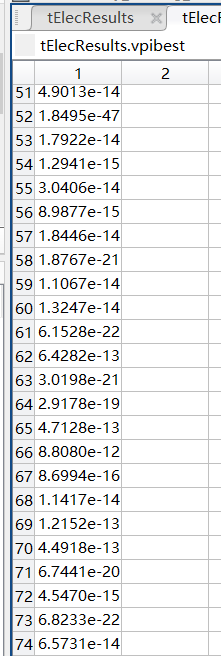 tElecResults × tEle
tElecResults.vpibest
1 2
51 4.9013e-14
52 1.8495e-47
53 1.7922e-14
54 1.2941e-15
55 3.0406e-14
56 8.9877e-15
57 1.8446e-14
58 1.8767e-21
59 1.1067e-14
60 1.3247e-14
61 6.1528e-22
62 6.4282e-13
63 3.0198e-21
64 2.9178e-19
65 4.7128e-13
66 8.8080e-12
67 8.6994e-16
68 1.1417e-14
69 1.2152e-13
70 4.4918e-13
71 6.7441e-20
72 4.5470e-15
73 6.8233e-22
74 6.5731e-14